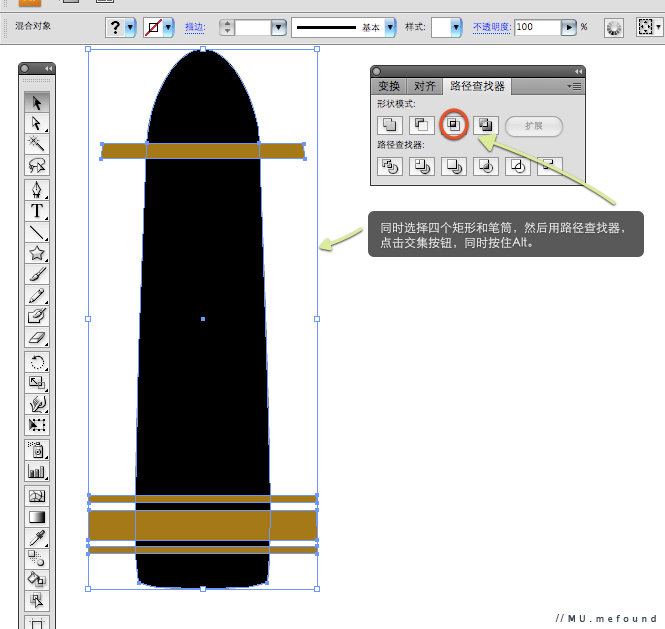 混合对象
?
描边:
基本
样式:
不透明度: 100
%
变换 对齐 路径查找器
形状模式:
扩展
路径查找器:
同时选择四个矩形和笔筒，然后用路径查找器，
点击交集按钮，同时按住Alt。
//MU.mefound